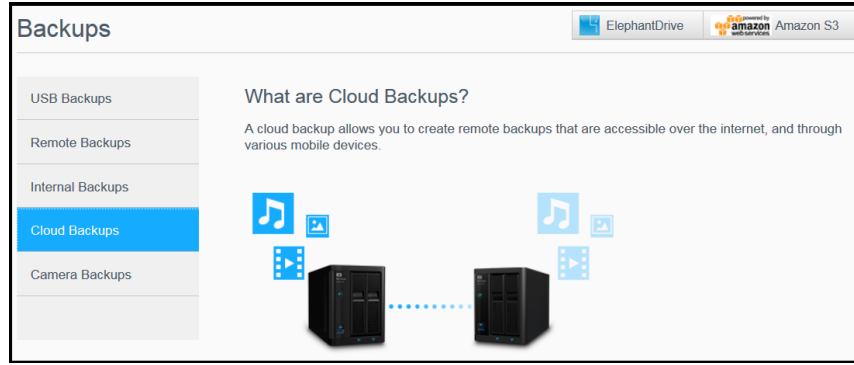 Backups
ElephantDrive
powered by
amazon
web services
Amazon S3
USB Backups
Remote Backups
Internal Backups
Cloud Backups
Camera Backups
What are Cloud Backups?
A cloud backup allows you to create remote backups that are accessible over the internet, and through
various mobile devices.